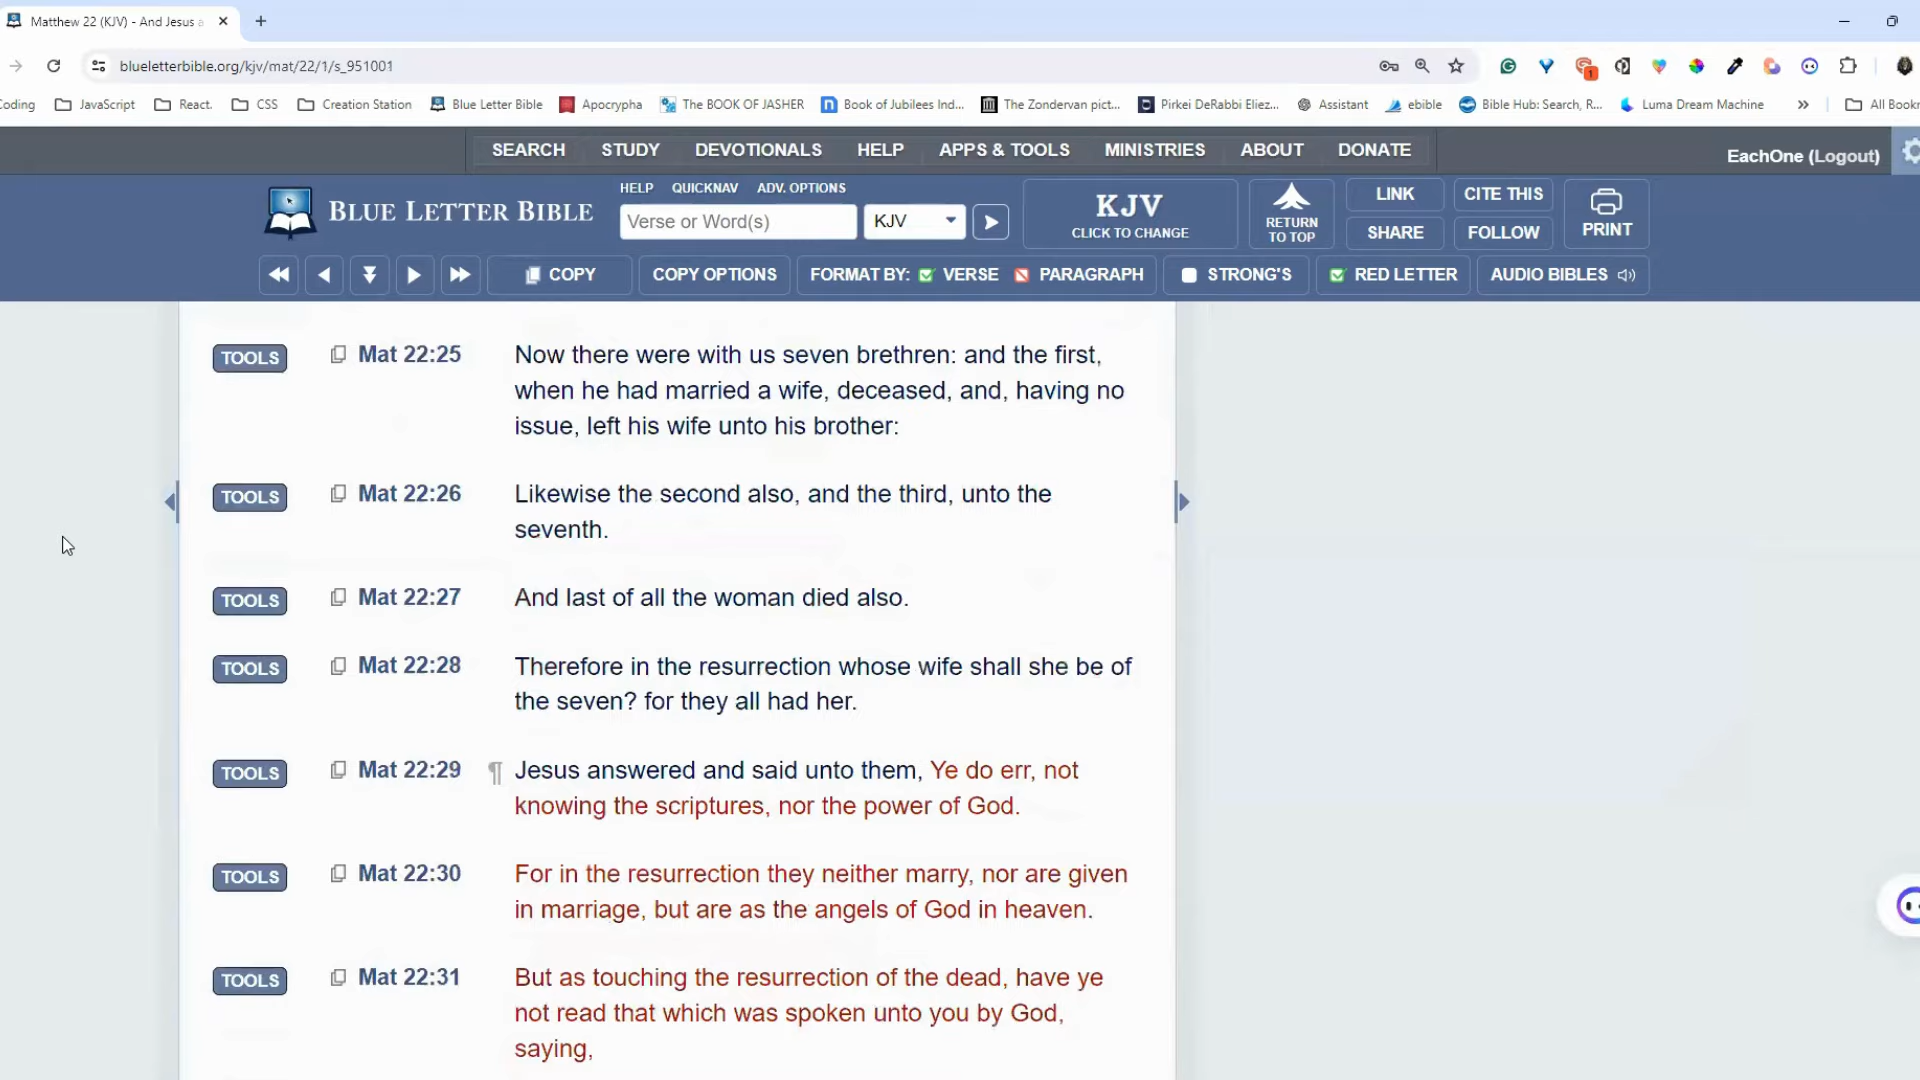 Matthew 22 (KJV) - And Jesus a
blueletterbible.org/kjv/mat/22/1/s_951001
1
Coding JavaScript React. CSS Creation Station Blue Letter Bible Apocrypha The BOOK OF JASHER Book of Jubilees Ind... The Zondervan pict... Pirkei DeRabbi Eliez... Assistant ebible Bible Hub: Search, R... Luma Dream Machine » All Bookm
SEARCH STUDY DEVOTIONALS HELP APPS & TOOLS MINISTRIES ABOUT DONATE
EachOne (Logout)
BLUE LETTER BIBLE
HELP QUICKNAV ADV. OPTIONS
Verse or Word(s) KJV
KJV
CLICK TO CHANGE
RETURN
TO TOP
LINK CITE THIS
SHARE FOLLOW
PRINT
COPY COPY OPTIONS FORMAT BY: VERSE PARAGRAPH STRONG'S RED LETTER AUDIO BIBLES
TOOLS Mat 22:25 Now there were with us seven brethren: and the first,
when he had married a wife, deceased, and, having no
issue, left his wife unto his brother:
TOOLS Mat 22:26 Likewise the second also, and the third, unto the
seventh.
TOOLS Mat 22:27 And last of all the woman died also.
TOOLS Mat 22:28 Therefore in the resurrection whose wife shall she be of
the seven? for they all had her.
TOOLS Mat 22:29 ¶ Jesus answered and said unto them, Ye do err, not
knowing the scriptures, nor the power of God.
TOOLS Mat 22:30 For in the resurrection they neither marry, nor are given
in marriage, but are as the angels of God in heaven.
TOOLS Mat 22:31 But as touching the resurrection of the dead, have ye
not read that which was spoken unto you by God,
saying,